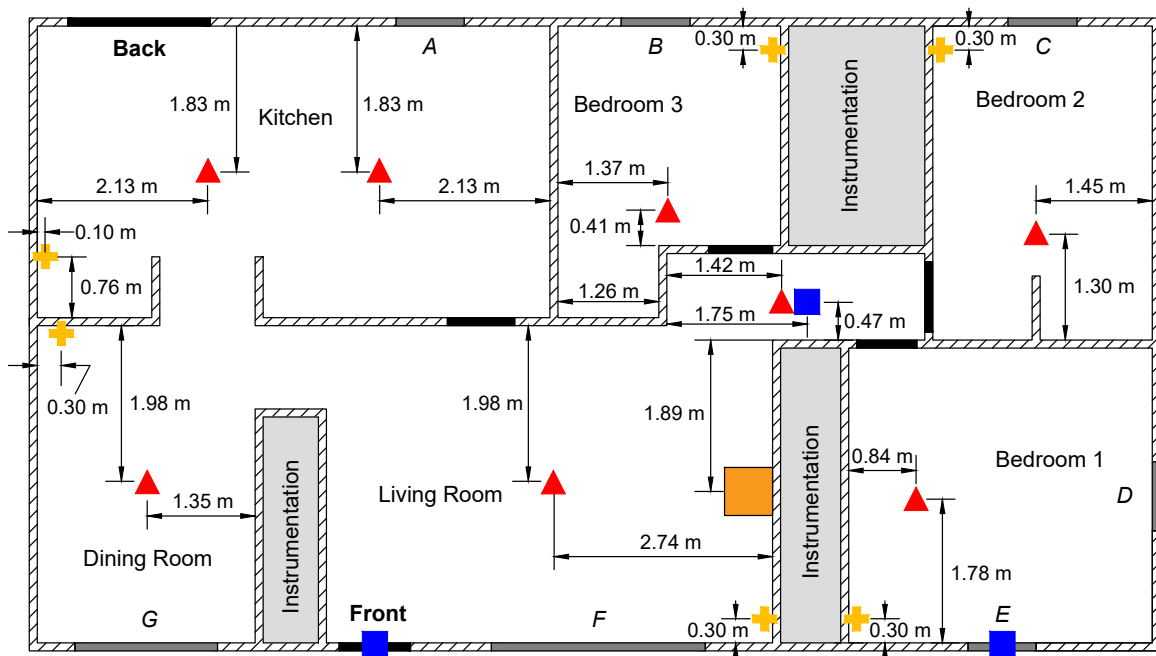 Back
A
B
0.30 m
0.30 m
C
1.83 m
Kitchen
1.83 m
Bedroom 3
Instrumentation
Bedroom 2
2.13 m
2.13 m
1.37 m
1.45 m
0.41 m
0.10 m
0.76 m
1.42 m
1.26 m
1.30 m
1.75 m
0.47 m
0.30 m
1.98 m
1.98 m
1.89 m
0.84 m
Bedroom 1
Living Room
D
1.35 m
Instrumentation
Instrumentation
2.74 m
Dining Room
1.78 m
G
Front
F
E
0.30 m
0.30 m